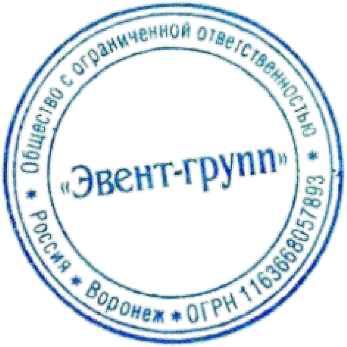 Общество с ограниченной ответственностью
«Эвент-групп»
* Россия * Воронеж * ОГРН 1163668057893 *